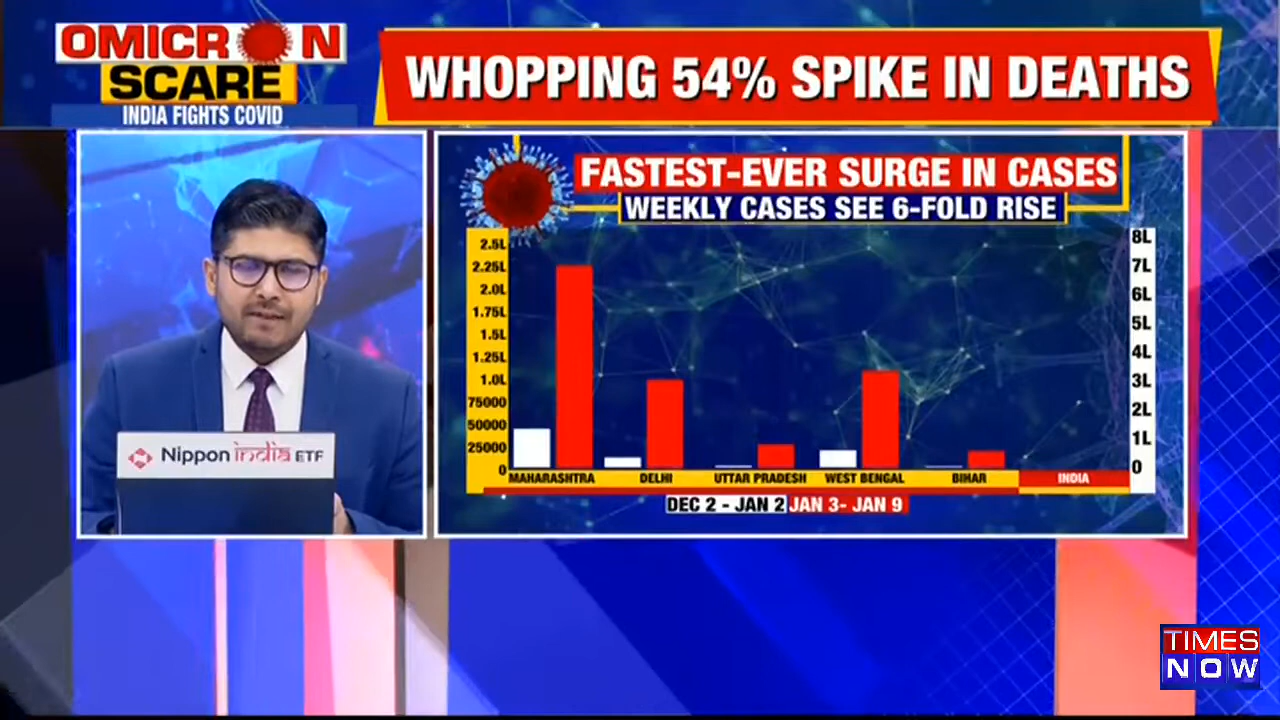 OMICRON
SCARE
INDIA FIGHTS COVID
WHOPPING 54% SPIKE IN DEATHS
FASTEST-EVER SURGE IN CASES
WEEKLY CASES SEE 6-FOLD RISE
2.5L
2.25L
2.0L
1.75L
1.5L
1.25L
1.0L
75000
50000
25000
0
8L
7L
6L
5L
4L
3L
2L
1L
0
MAHARASHTRA DELHI UTTAR PRADESH WEST BENGAL BIHAR INDIA
DEC 2 - JAN 2 JAN 3- JAN 9
Nippon india ETF
TIMES
NOW